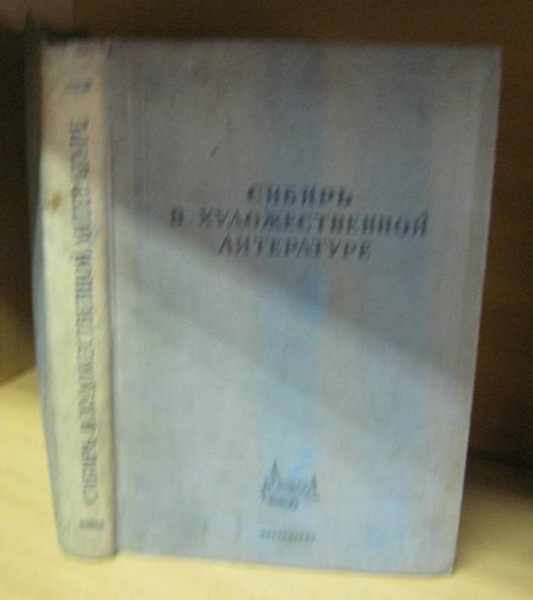 СИБИРЬ
В ХУДОЖЕСТВЕННОЙ
ЛИТЕРАТУРЕ
СИБИРЬ В ХУДОЖЕСТВЕННОЙ ЛИТЕРАТУРЕ